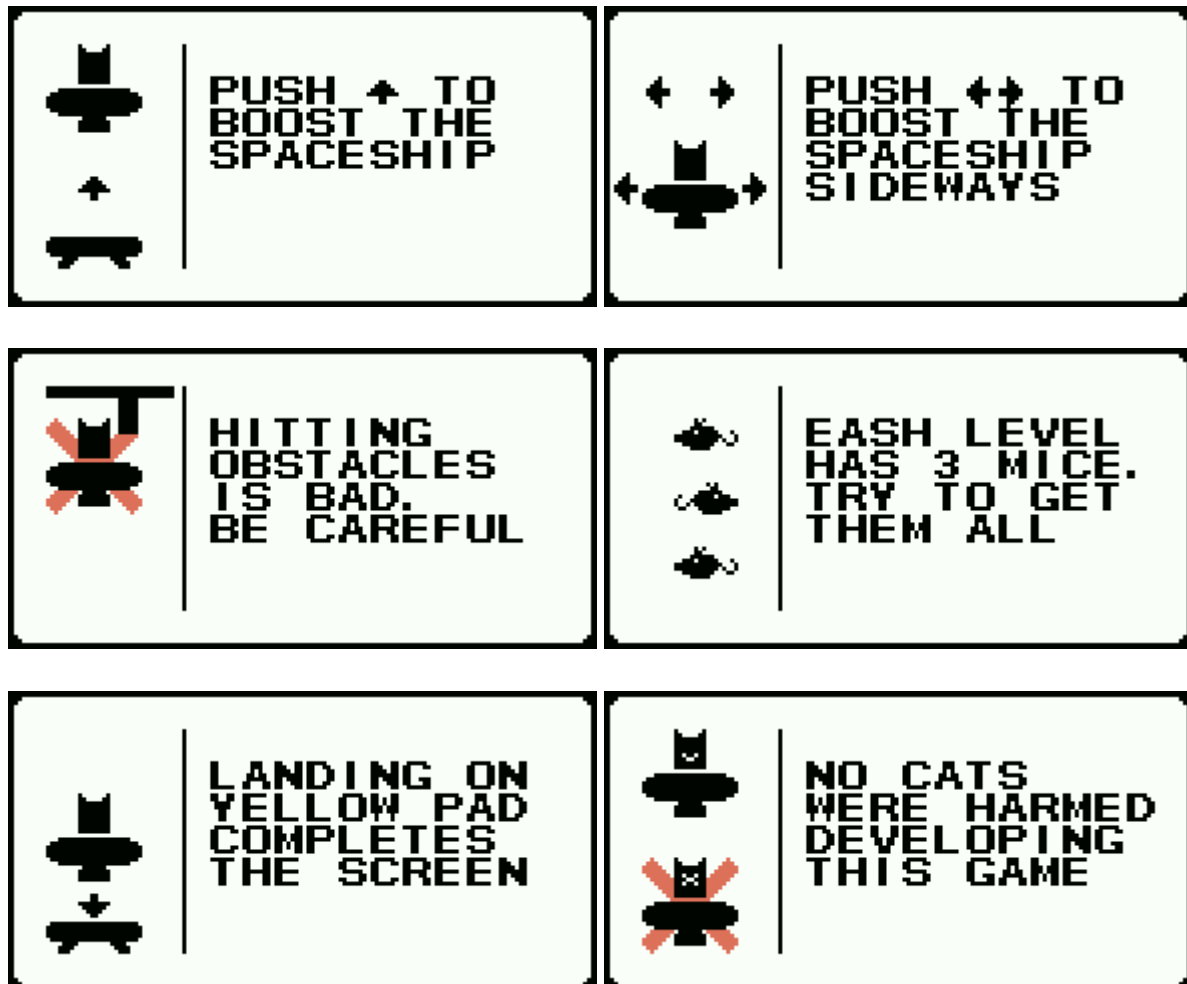 PUSH ↑ TO
BOOST THE
SPACESHIP
PUSH ←→ TO
BOOST THE
SPACESHIP
SIDEWAYS
HITTING
OBSTACLES
IS BAD.
BE CAREFUL
EASH LEVEL
HAS 3 MICE.
TRY TO GET
THEM ALL
LANDING ON
YELLOW PAD
COMPLETES
THE SCREEN
NO CATS
WERE HARMED
DEVELOPING
THIS GAME